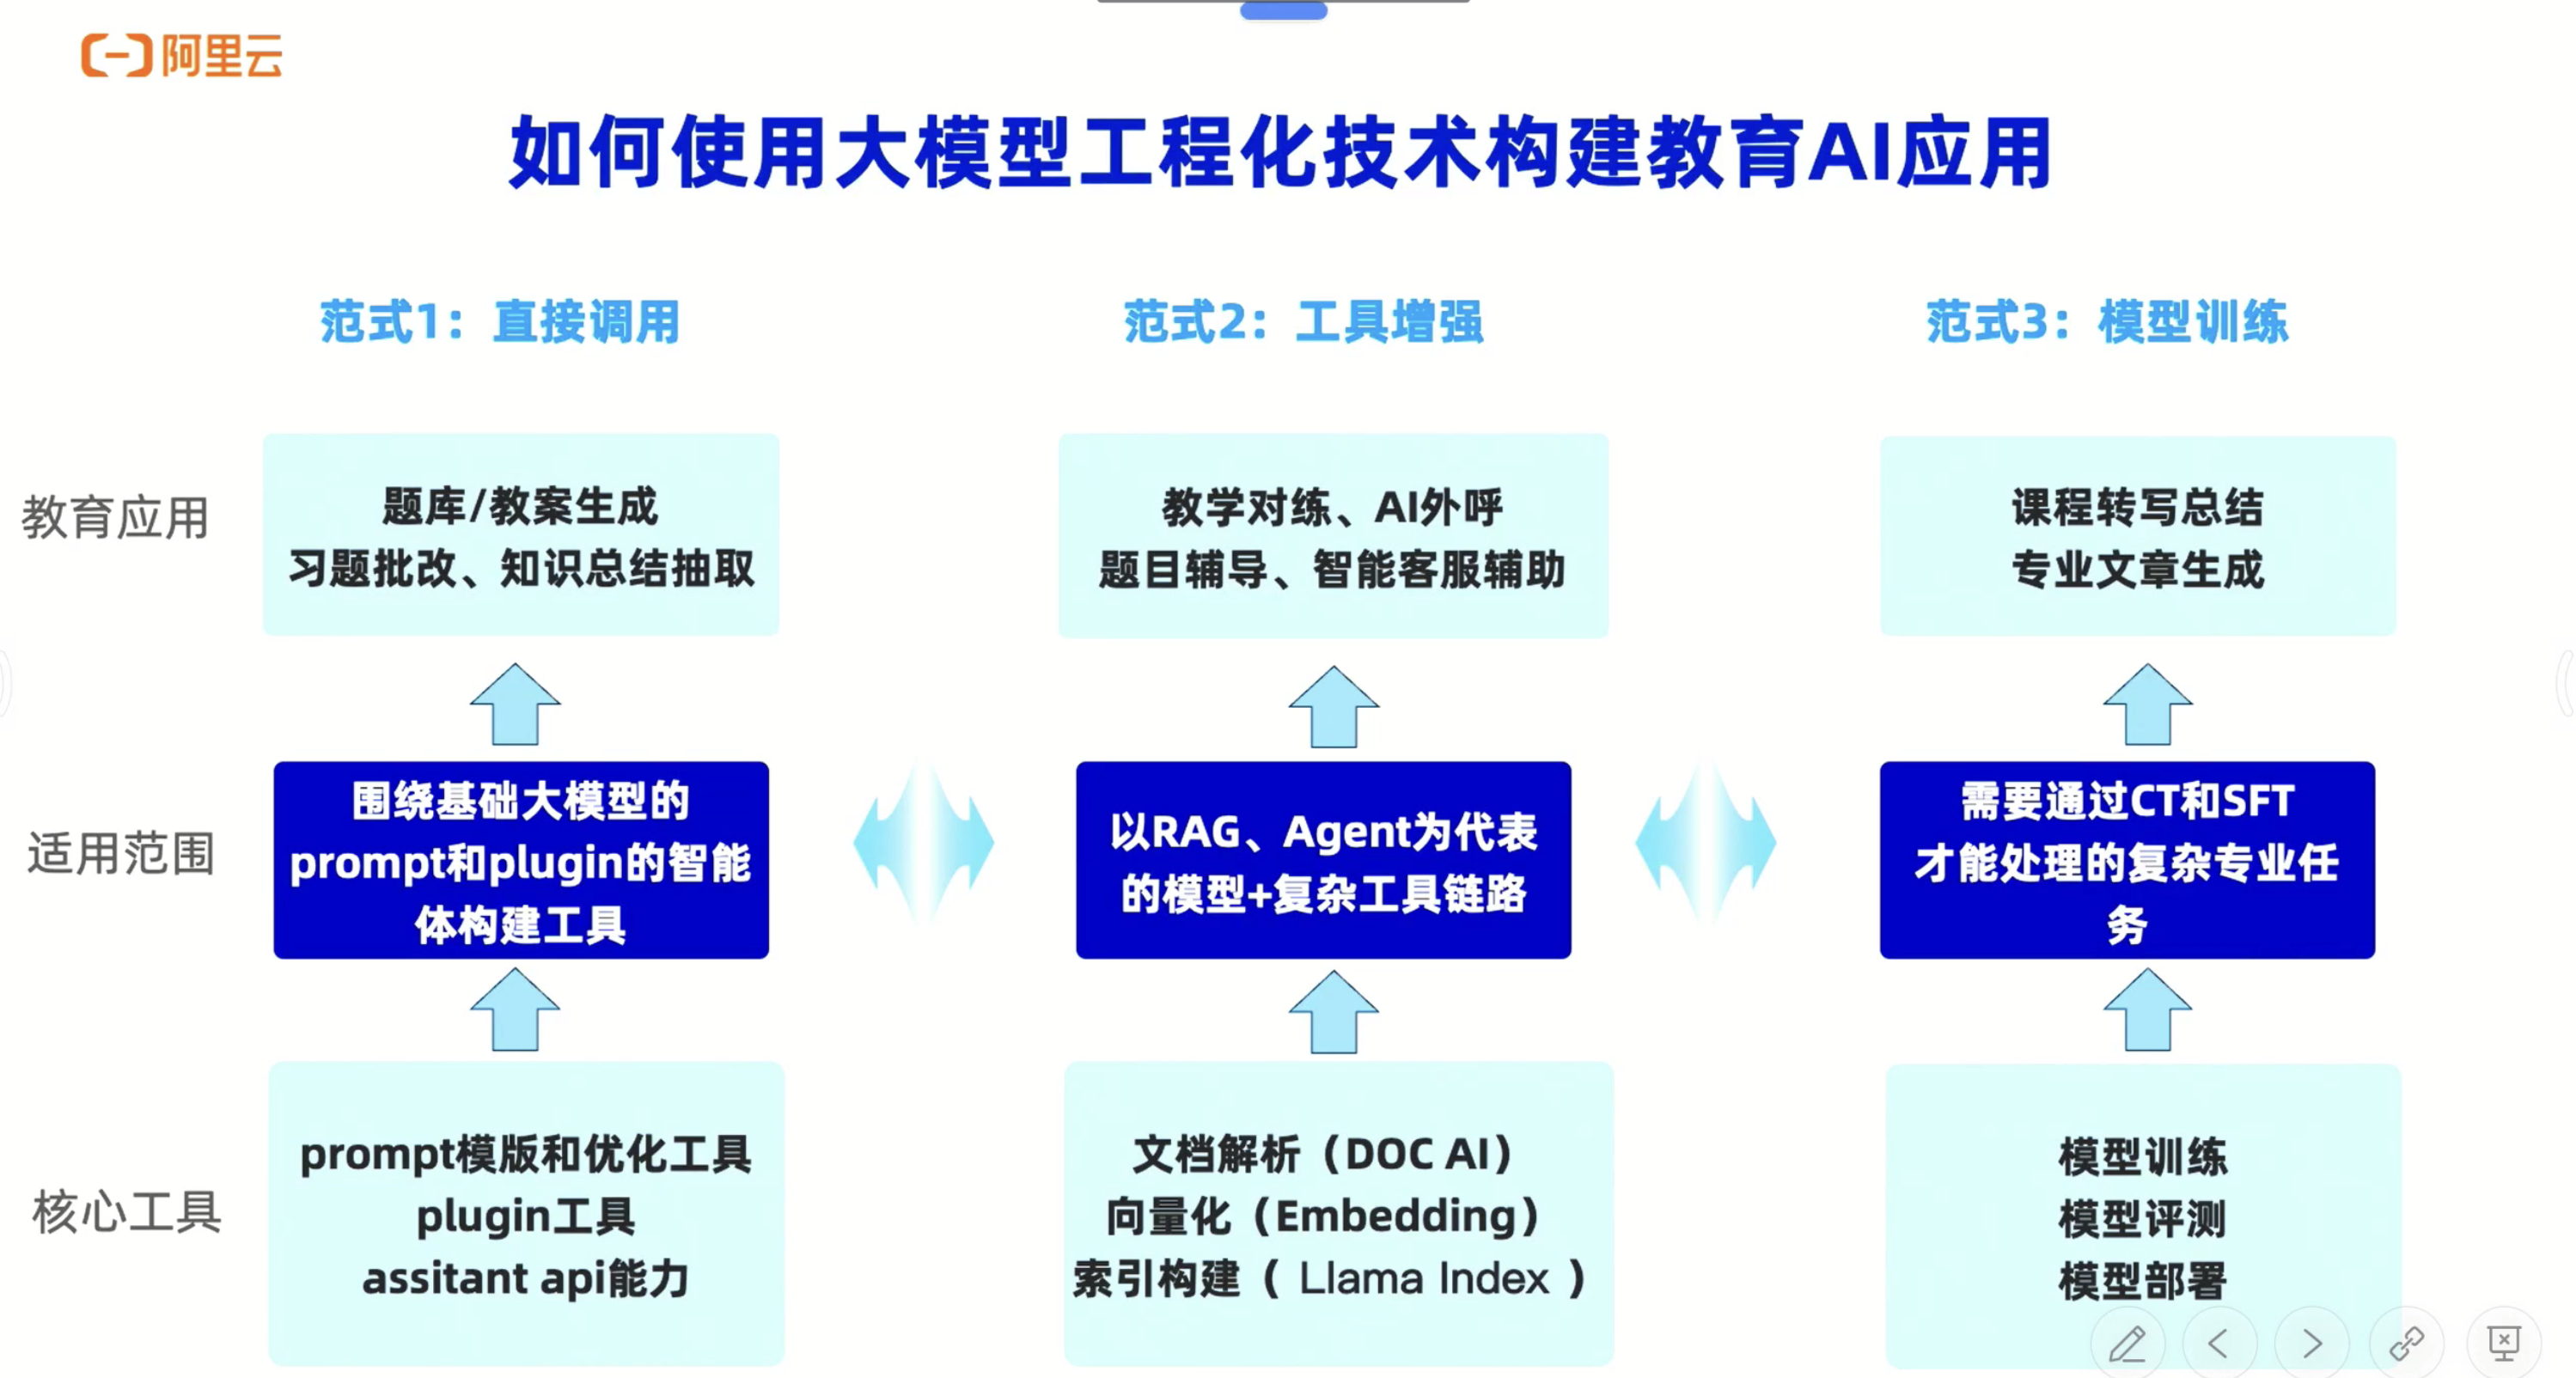 阿里云
如何使用大模型工程化技术构建教育AI应用
范式1：直接调用
范式2：工具增强
范式3：模型训练
教育应用
题库/教案生成
习题批改、知识总结抽取
教学对练、AI外呼
题目辅导、智能客服辅助
课程转写总结
专业文章生成
适用范围
围绕基础大模型的
prompt和plugin的智能
体构建工具
以RAG、Agent为代表
的模型+复杂工具链路
需要通过CT和SFT
才能处理的复杂专业任
务
核心工具
prompt模版和优化工具
plugin工具
assitant api能力
文档解析（DOC AI）
向量化（Embedding）
索引构建（ Llama Index ）
模型训练
模型评测
模型部署